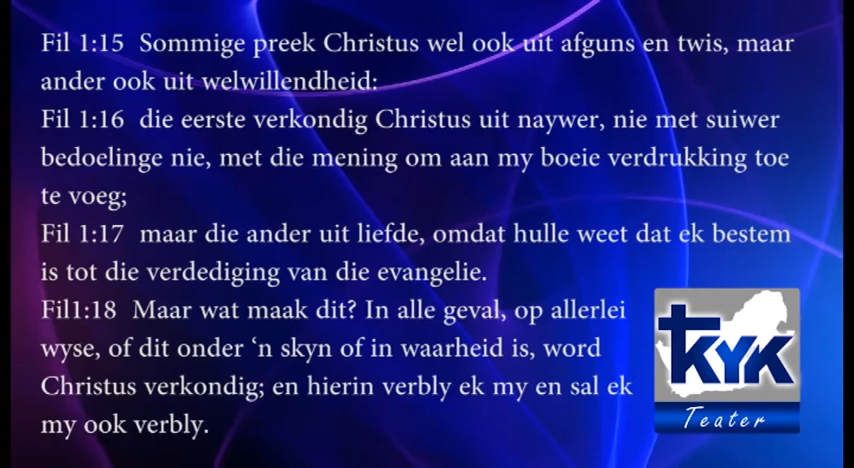 Fil 1:15  Sommige preek Christus wel ook uit afguns en twis, maar
ander ook uit welwillendheid:
Fil 1:16  die eerste verkondig Christus uit naywer, nie met suiwer
bedoelinge nie, met die mening om aan my boeie verdrukking toe
te voeg;
Fil 1:17  maar die ander uit liefde, omdat hulle weet dat ek bestem
is tot die verdediging van die evangelie.
Fil1:18  Maar wat maak dit? In alle geval, op allerlei
wyse, of dit onder ‘n skyn of in waarheid is, word
Christus verkondig; en hierin verbly ek my en sal ek
my ook verbly.
KYK
Teater